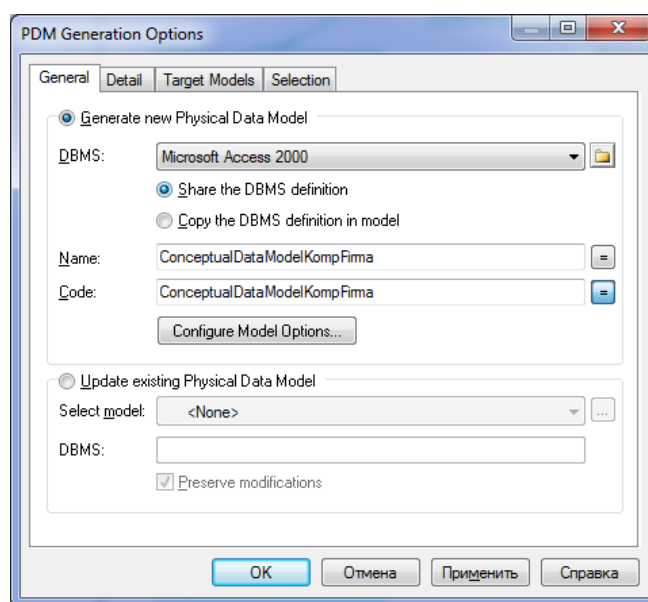 PDM Generation Options
General Detail Target Models Selection
Generate new Physical Data Model
DBMS: Microsoft Access 2000
Share the DBMS definition
Copy the DBMS definition in model
Name: ConceptualDataModelKompFirma =
Code: ConceptualDataModelKompFirma =
Configure Model Options...
Update existing Physical Data Model
Select model: <None> ...
DBMS:
Preserve modifications
OK Отмена Применить Справка